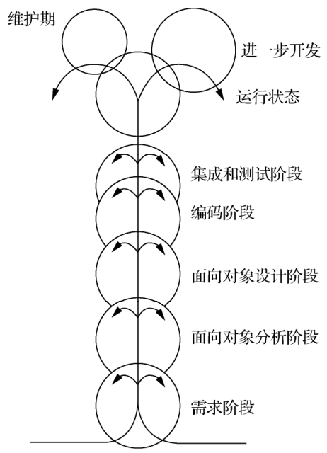 维护期
进一步开发
运行状态
集成和测试阶段
编码阶段
面向对象设计阶段
面向对象分析阶段
需求阶段